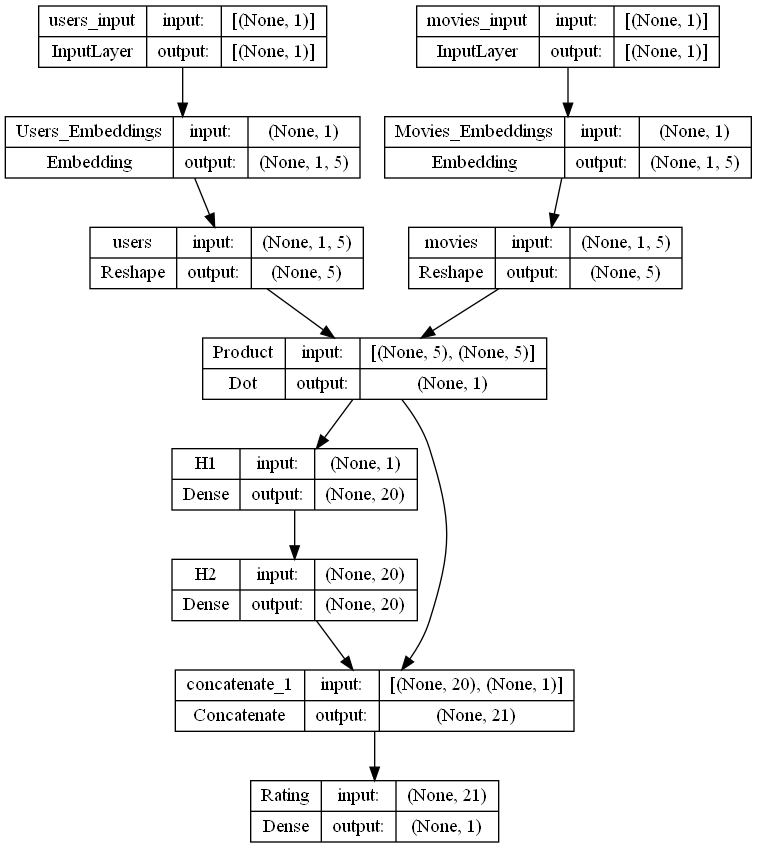 users_input input: [(None, 1)]
InputLayer output: [(None, 1)]
movies_input input: [(None, 1)]
InputLayer output: [(None, 1)]
Users_Embeddings input: (None, 1)
Embedding output: (None, 1, 5)
Movies_Embeddings input: (None, 1)
Embedding output: (None, 1, 5)
users input: (None, 1, 5)
Reshape output: (None, 5)
movies input: (None, 1, 5)
Reshape output: (None, 5)
Product input: [(None, 5), (None, 5)]
Dot output: (None, 1)
H1 input: (None, 1)
Dense output: (None, 20)
H2 input: (None, 20)
Dense output: (None, 20)
concatenate_1 input: [(None, 20), (None, 1)]
Concatenate output: (None, 21)
Rating input: (None, 21)
Dense output: (None, 1)